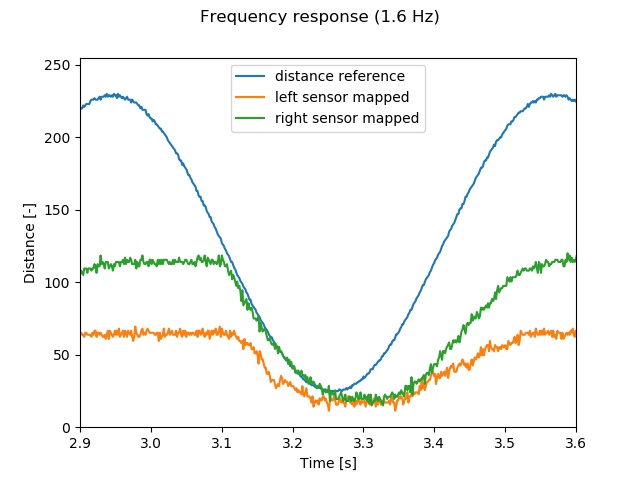 Frequency response (1.6 Hz)
distance reference
left sensor mapped
right sensor mapped
Distance [-]
250
200
150
100
50
0
2.9 3.0 3.1 3.2 3.3 3.4 3.5 3.6
Time [s]